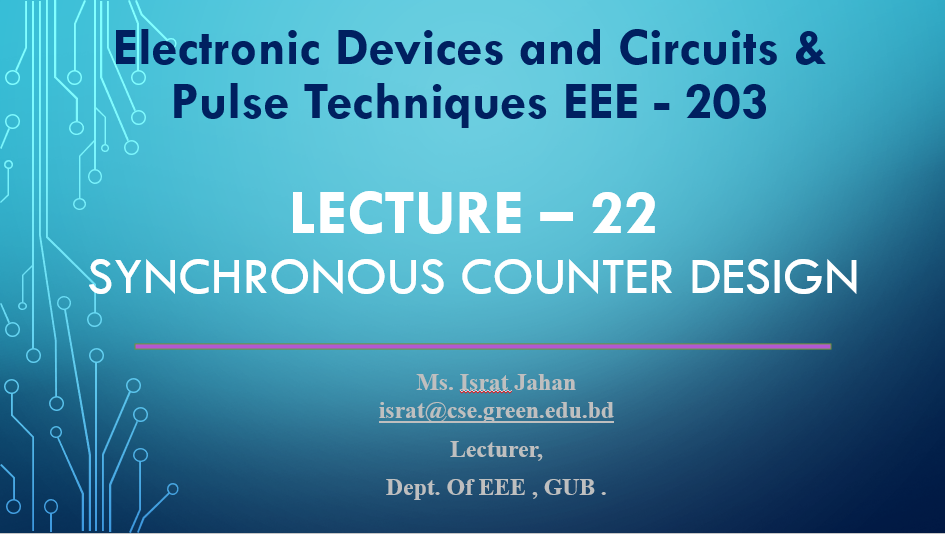 Electronic Devices and Circuits &
Pulse Techniques EEE - 203
LECTURE – 22
SYNCHRONOUS COUNTER DESIGN
Ms. Israt Jahan
israt@cse.green.edu.bd
Lecturer,
Dept. Of EEE , GUB .